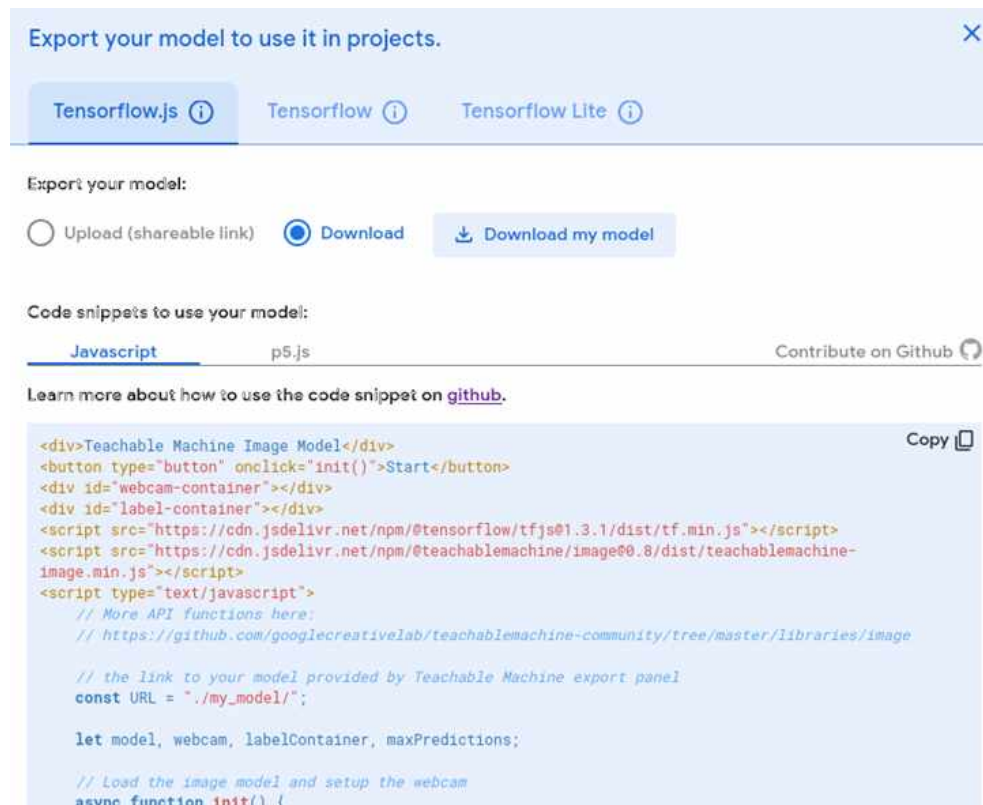 Export your model to use it in projects.
Tensorflow.js Tensorflow Tensorflow Lite
Export your model:
Upload (shareable link) Download Download my model
Code snippets to use your model:
Javascript p5.js Contribute on Github
Learn more about how to use the code snippet on github.
Copy
<div>Teachable Machine Image Model</div>
<button type="button" onclick="init()">Start</button>
<div id="webcam-container"></div>
<div id="label-container"></div>
<script src="https://cdn.jsdelivr.net/npm/@tensorflow/tfjs@1.3.1/dist/tf.min.js"></script>
<script src="https://cdn.jsdelivr.net/npm/@teachablemachine/image@0.8/dist/teachablemachine-
image.min.js"></script>
<script type="text/javascript">
// More API functions here:
// https://github.com/googlecreativelab/teachablemachine-community/tree/master/libraries/image
// the link to your model provided by Teachable Machine export panel
const URL = "./my_model/";
let model, webcam, labelContainer, maxPredictions;
// Load the image model and setup the webcam
async function init() {